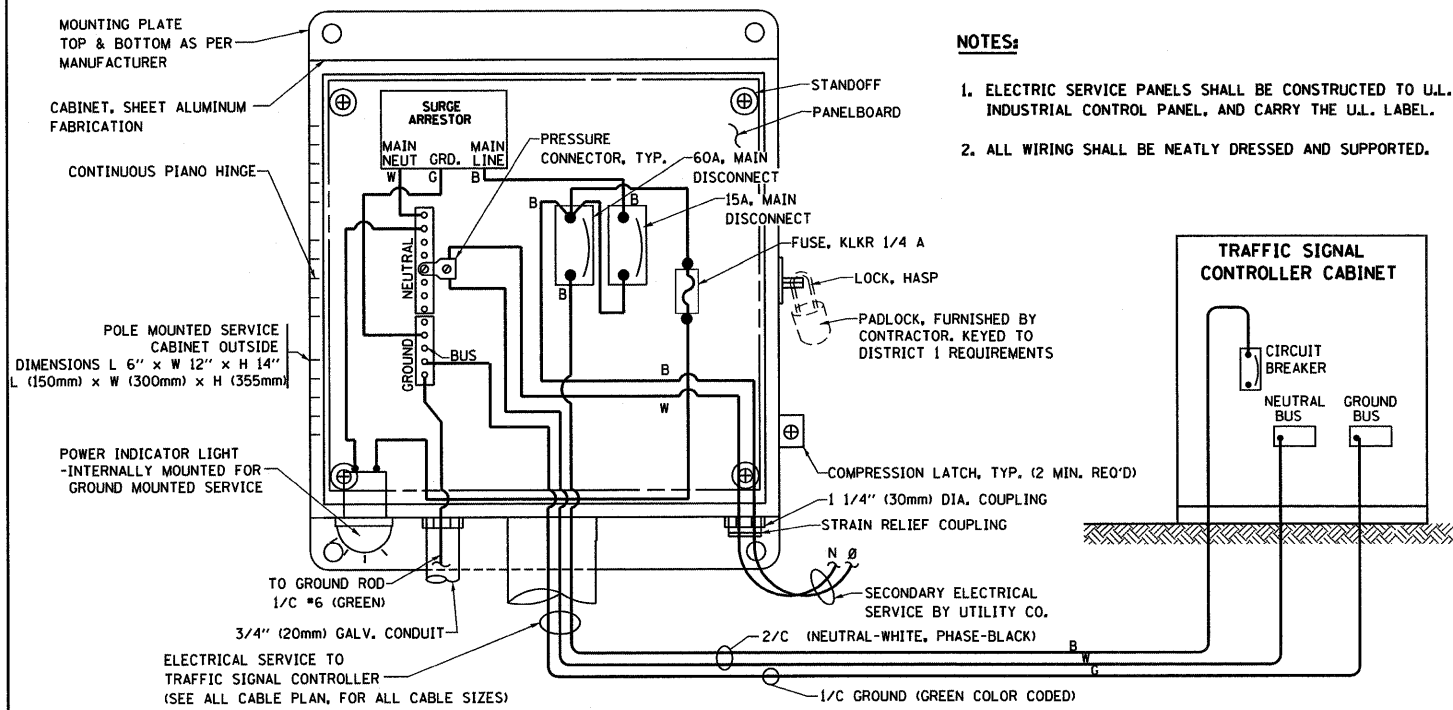 MOUNTING PLATE
TOP & BOTTOM AS PER
MANUFACTURER
CABINET, SHEET ALUMINUM
FABRICATION
CONTINUOUS PIANO HINGE
POLE MOUNTED SERVICE
CABINET OUTSIDE
DIMENSIONS L 6" x W 12" x H 14"
L (150mm) x W (300mm) x H (355mm)
POWER INDICATOR LIGHT
-INTERNALLY MOUNTED FOR
GROUND MOUNTED SERVICE
SURGE
ARRESTOR
MAIN
NEUT
GRD.
MAIN
LINE
W
G
B
PRESSURE
CONNECTOR, TYP.
60A, MAIN
DISCONNECT
15A, MAIN
DISCONNECT
B
B
B
NEUTRAL
GROUND
BUS
B
W
STANDOFF
PANELBOARD
FUSE, KLKR 1/4 A
LOCK, HASP
PADLOCK, FURNISHED BY
CONTRACTOR. KEYED TO
DISTRICT 1 REQUIREMENTS
COMPRESSION LATCH, TYP. (2 MIN. REQ'D)
1 1/4" (30mm) DIA. COUPLING
STRAIN RELIEF COUPLING
N Ø
SECONDARY ELECTRICAL
SERVICE BY UTILITY CO.
TO GROUND ROD
1/C #6 (GREEN)
3/4" (20mm) GALV. CONDUIT
ELECTRICAL SERVICE TO
TRAFFIC SIGNAL CONTROLLER
(SEE ALL CABLE PLAN, FOR ALL CABLE SIZES)
2/C (NEUTRAL-WHITE, PHASE-BLACK)
B
W
G
1/C GROUND (GREEN COLOR CODED)
NOTES:
1. ELECTRIC SERVICE PANELS SHALL BE CONSTRUCTED TO U.L.
INDUSTRIAL CONTROL PANEL, AND CARRY THE U.L. LABEL.
2. ALL WIRING SHALL BE NEATLY DRESSED AND SUPPORTED.
TRAFFIC SIGNAL
CONTROLLER CABINET
CIRCUIT
BREAKER
NEUTRAL
BUS
GROUND
BUS